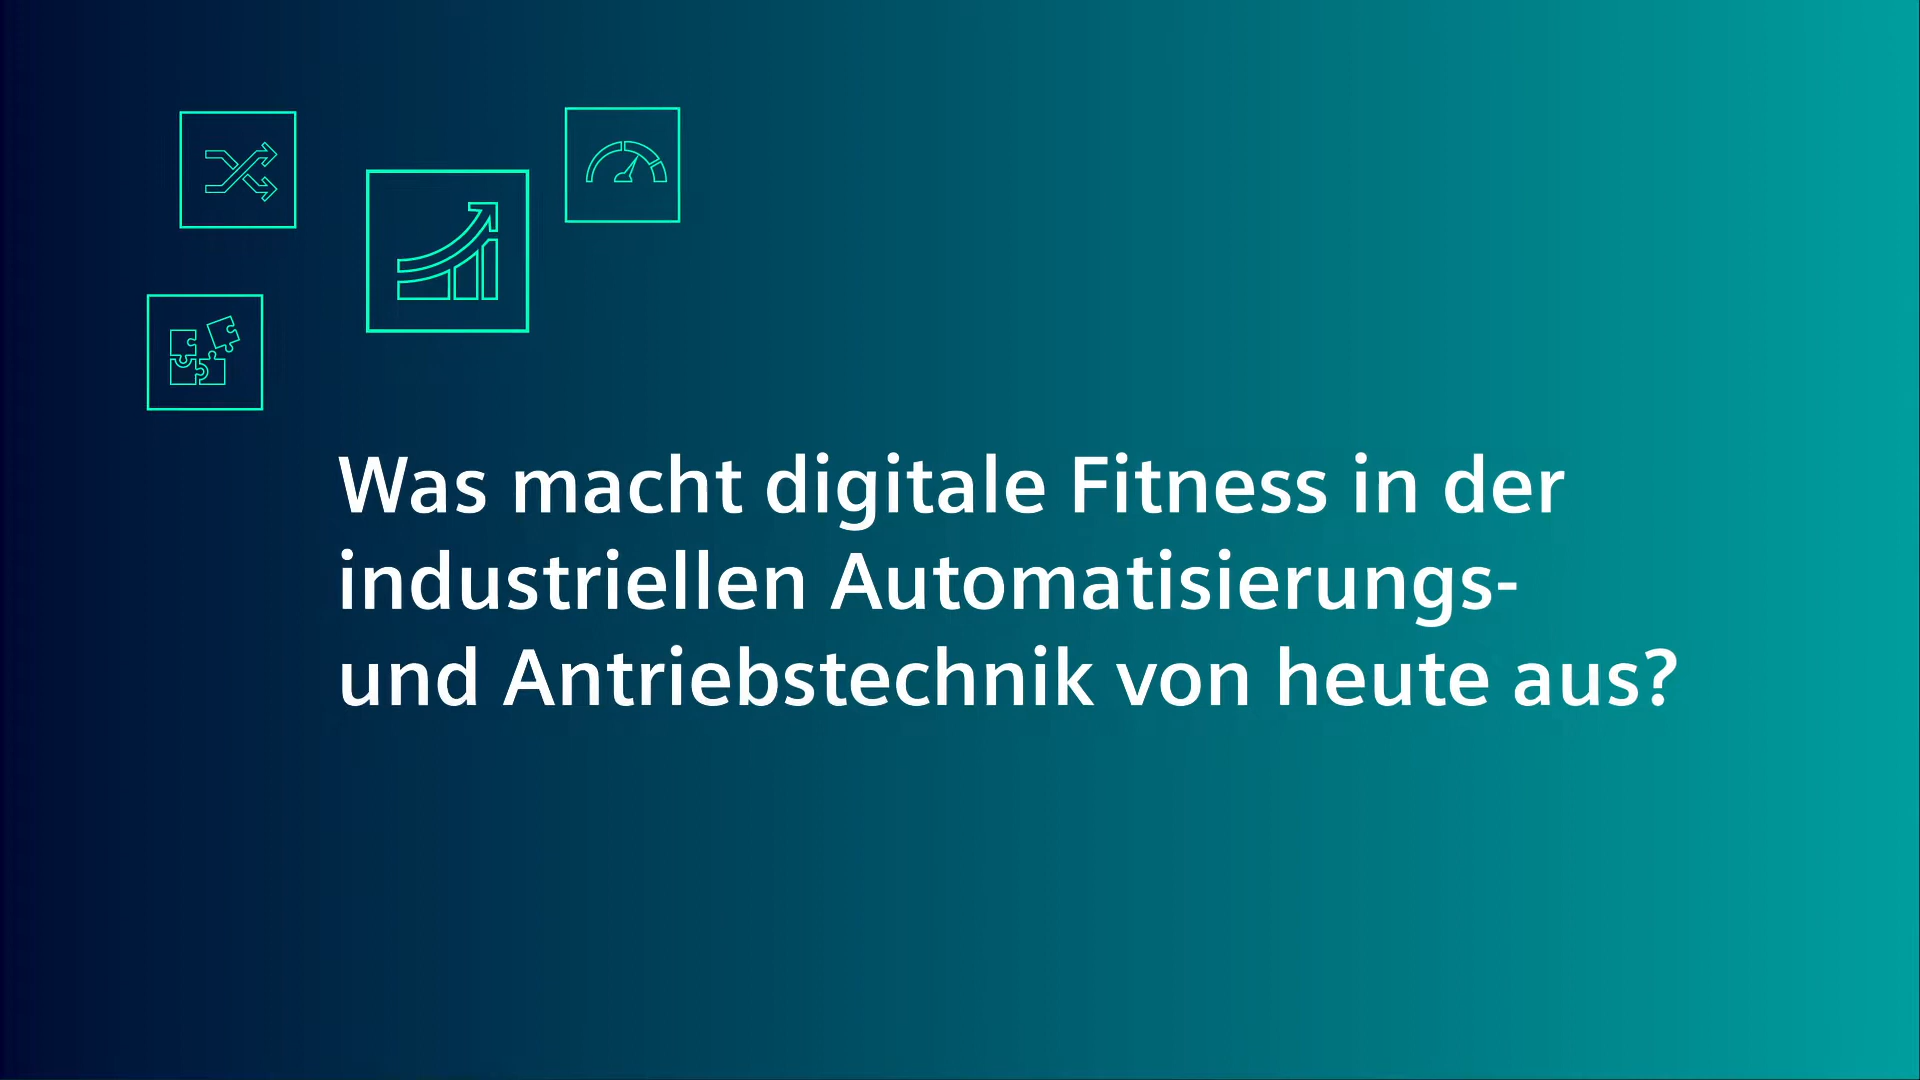 Was macht digitale Fitness in der
industriellen Automatisierungs-
und Antriebstechnik von heute aus?